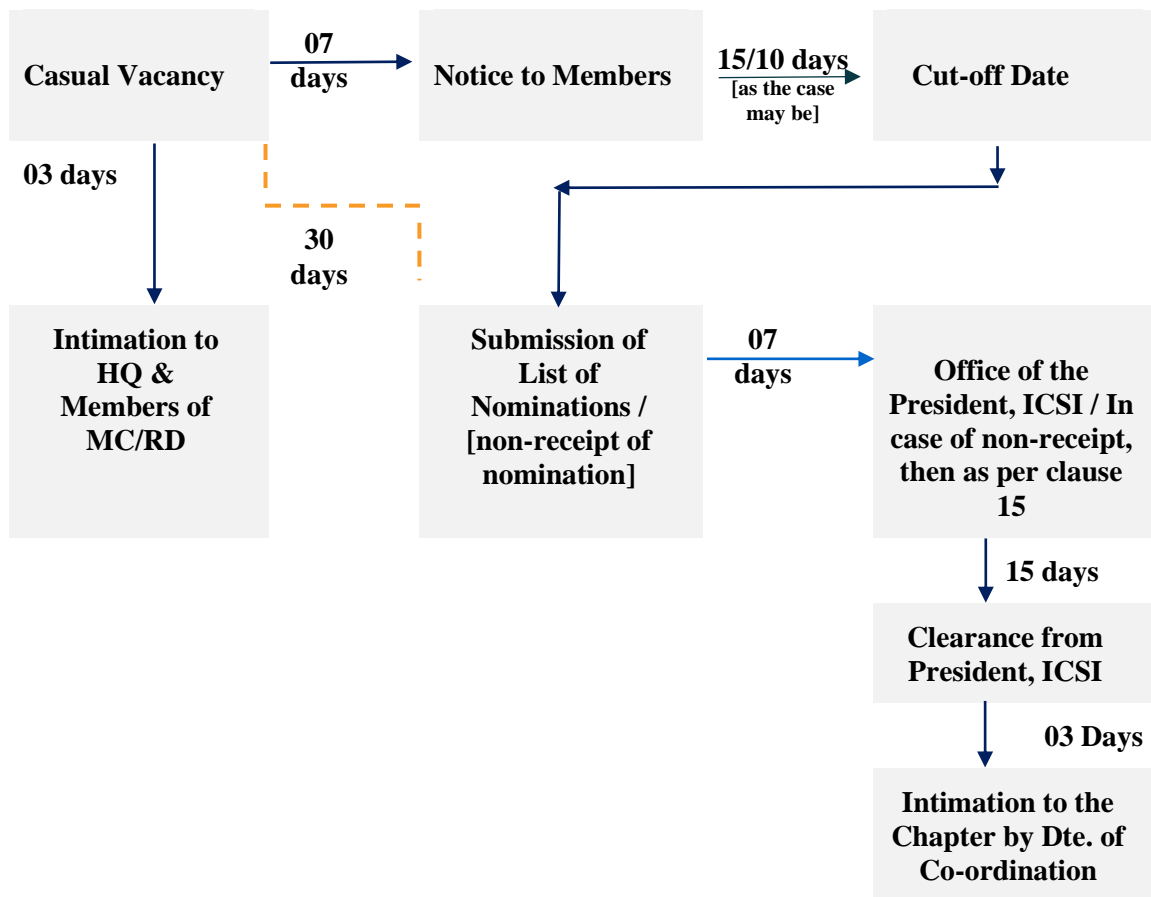 07
days
15/10 days
[as the case
may be]
Casual Vacancy
Notice to Members
Cut-off Date
03 days
30
days
Intimation to
HQ &
Members of
MC/RD
Submission of
List of
Nominations /
[non-receipt of
nomination]
07
days
Office of the
President, ICSI / In
case of non-receipt,
then as per clause
15
15 days
Clearance from
President, ICSI
03 Days
Intimation to the
Chapter by Dte. of
Co-ordination